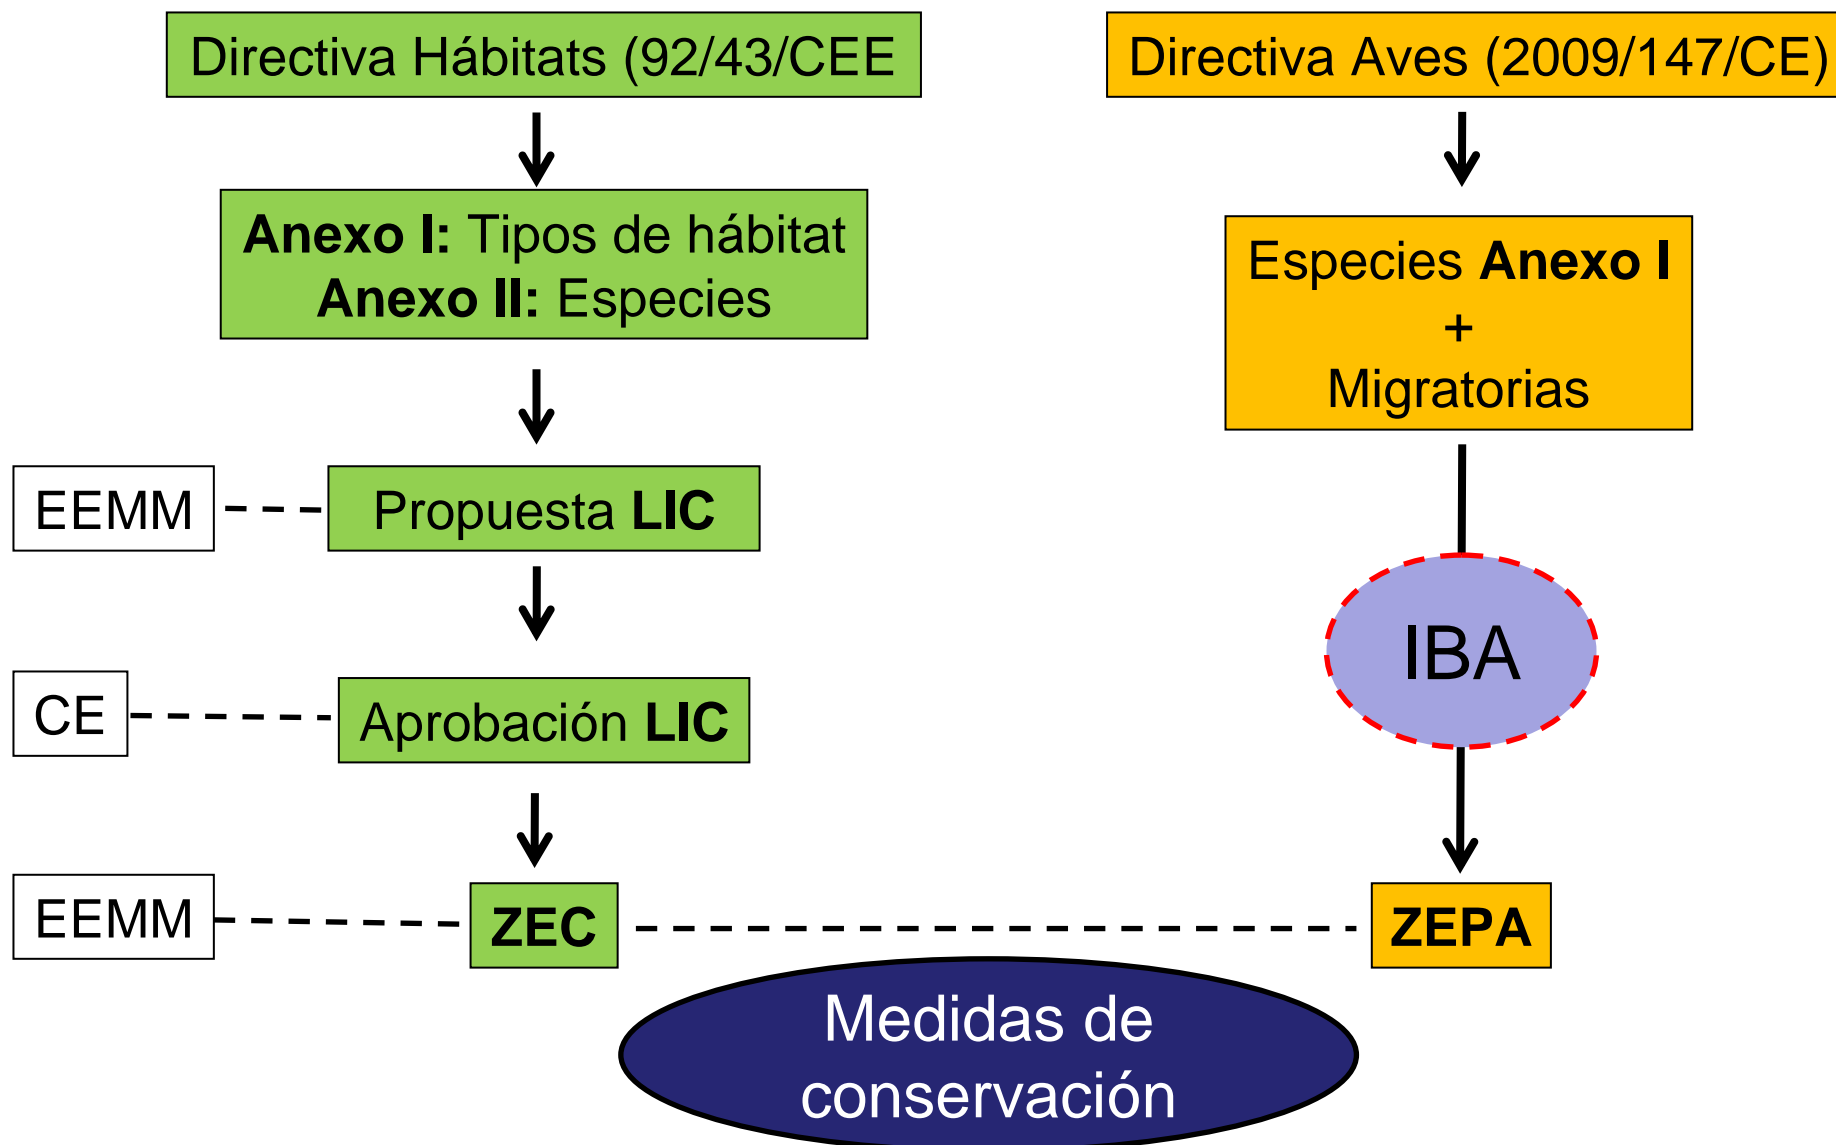 Directiva Hábitats (92/43/CEE
Directiva Aves (2009/147/CE)
Anexo I: Tipos de hábitat
Anexo II: Especies
Especies Anexo I
+
Migratorias
EEMM
Propuesta LIC
IBA
CE
Aprobación LIC
EEMM
ZEC
ZEPA
Medidas de
conservación